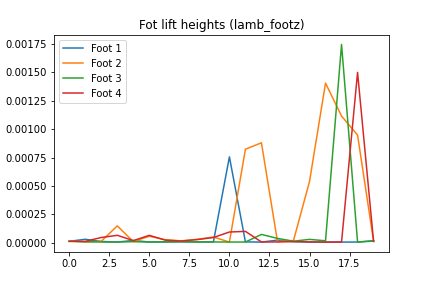 Fot lift heights (lamb_footz)
Foot 1
Foot 2
Foot 3
Foot 4
0.00175
0.00150
0.00125
0.00100
0.00075
0.00050
0.00025
0.00000
0.0 2.5 5.0 7.5 10.0 12.5 15.0 17.5